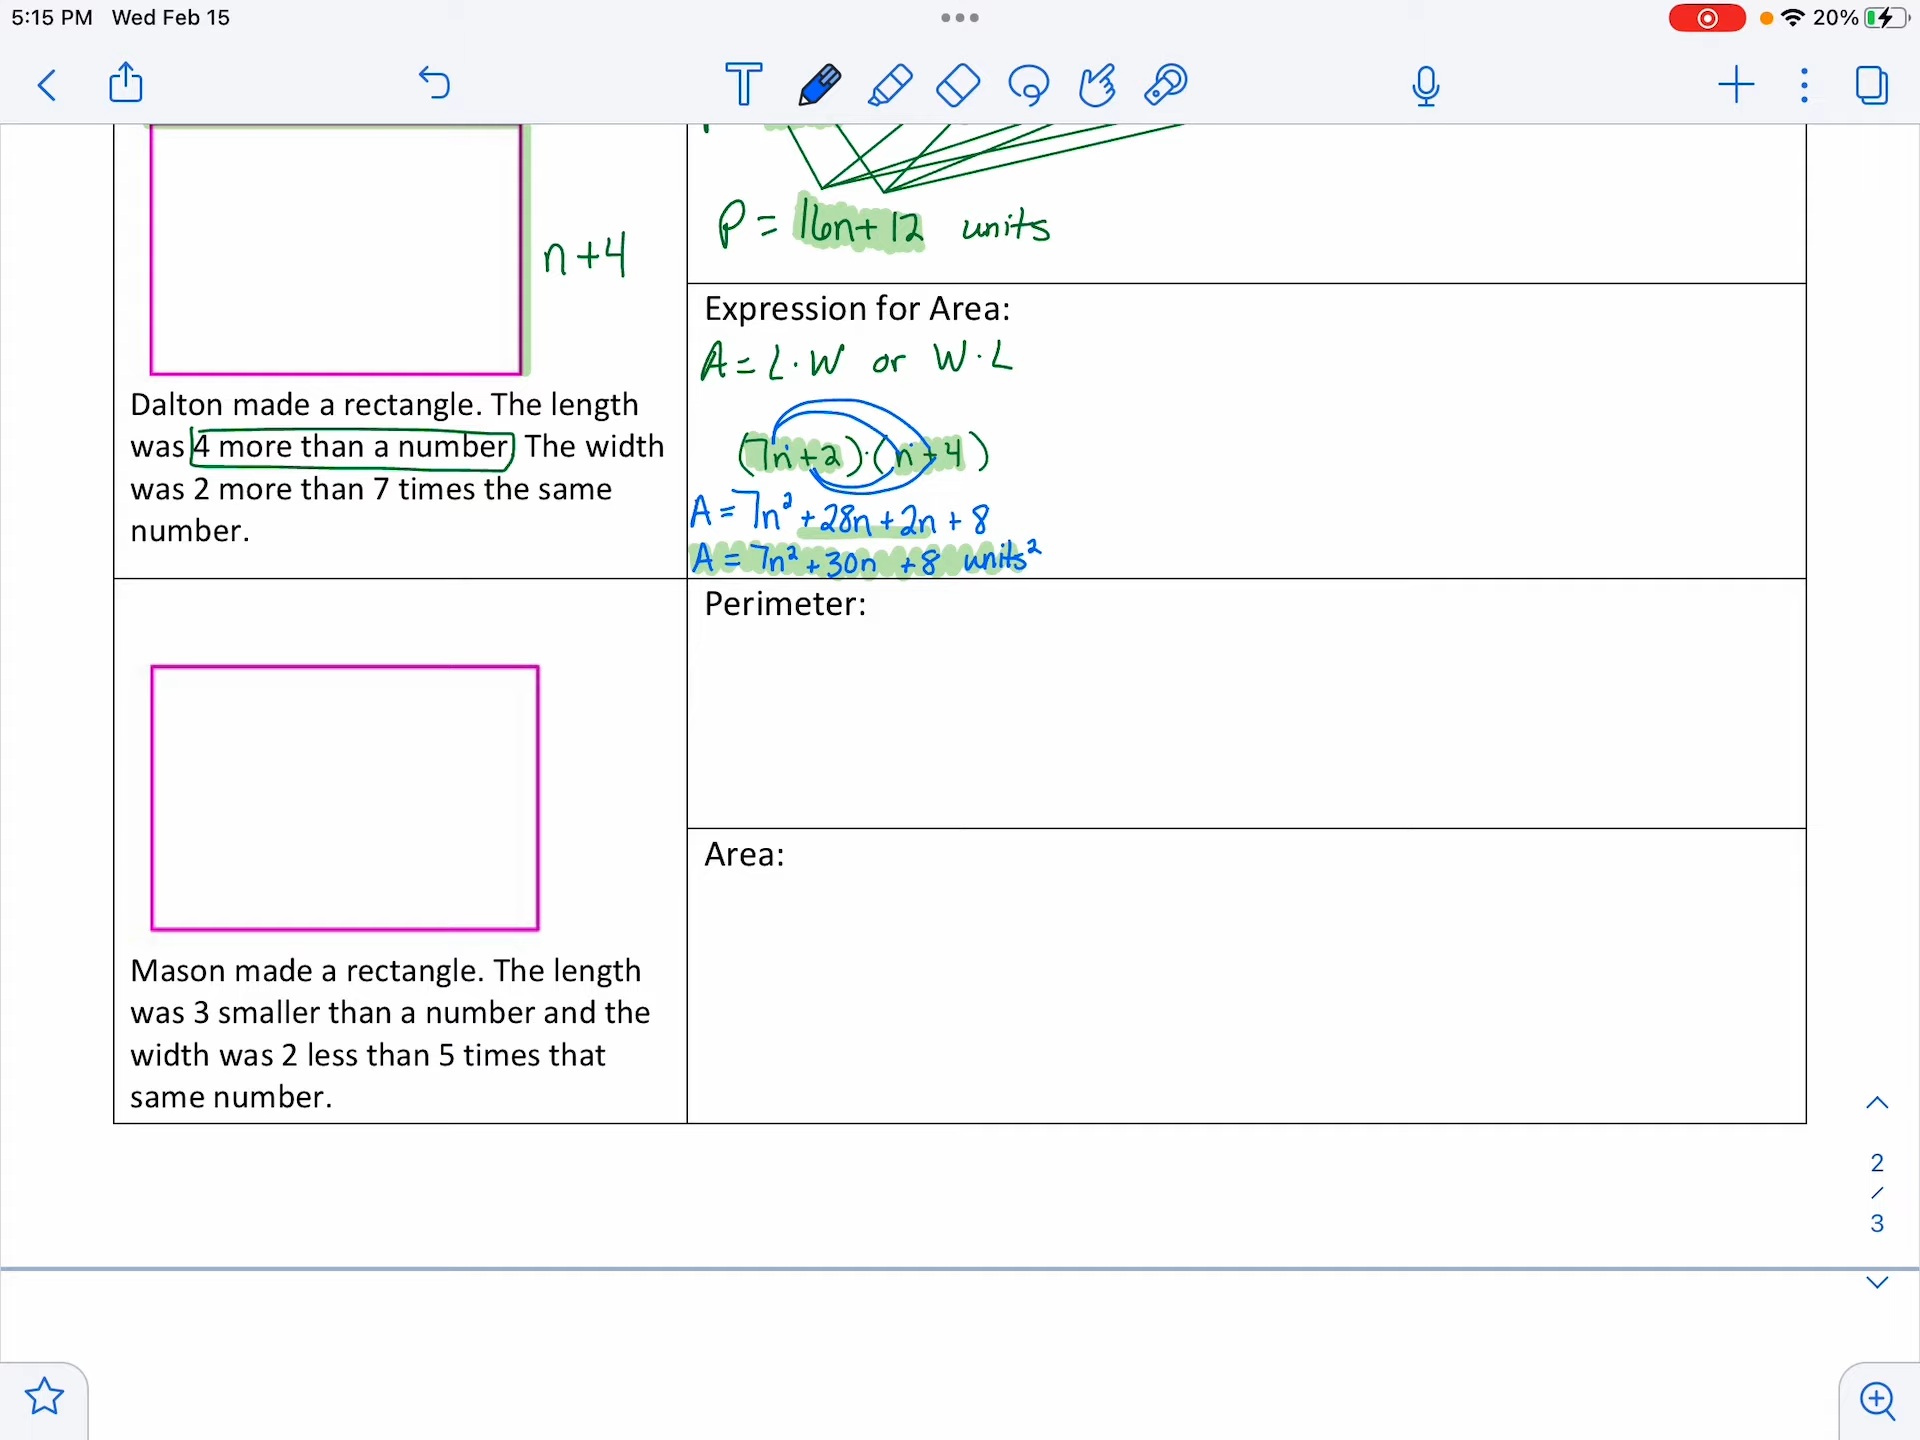 5:15 PM Wed Feb 15
20%
T
P = 16n + 12 units
n + 4
Expression for Area:
A = L · W or W · L
Dalton made a rectangle. The length
was 4 more than a number. The width
was 2 more than 7 times the same
number.
(7n + 2) · (n + 4)
A = 7n² + 28n + 2n + 8
A = 7n² + 30n + 8 units²
Perimeter:
Area:
Mason made a rectangle. The length
was 3 smaller than a number and the
width was 2 less than 5 times that
same number.
2
/
3